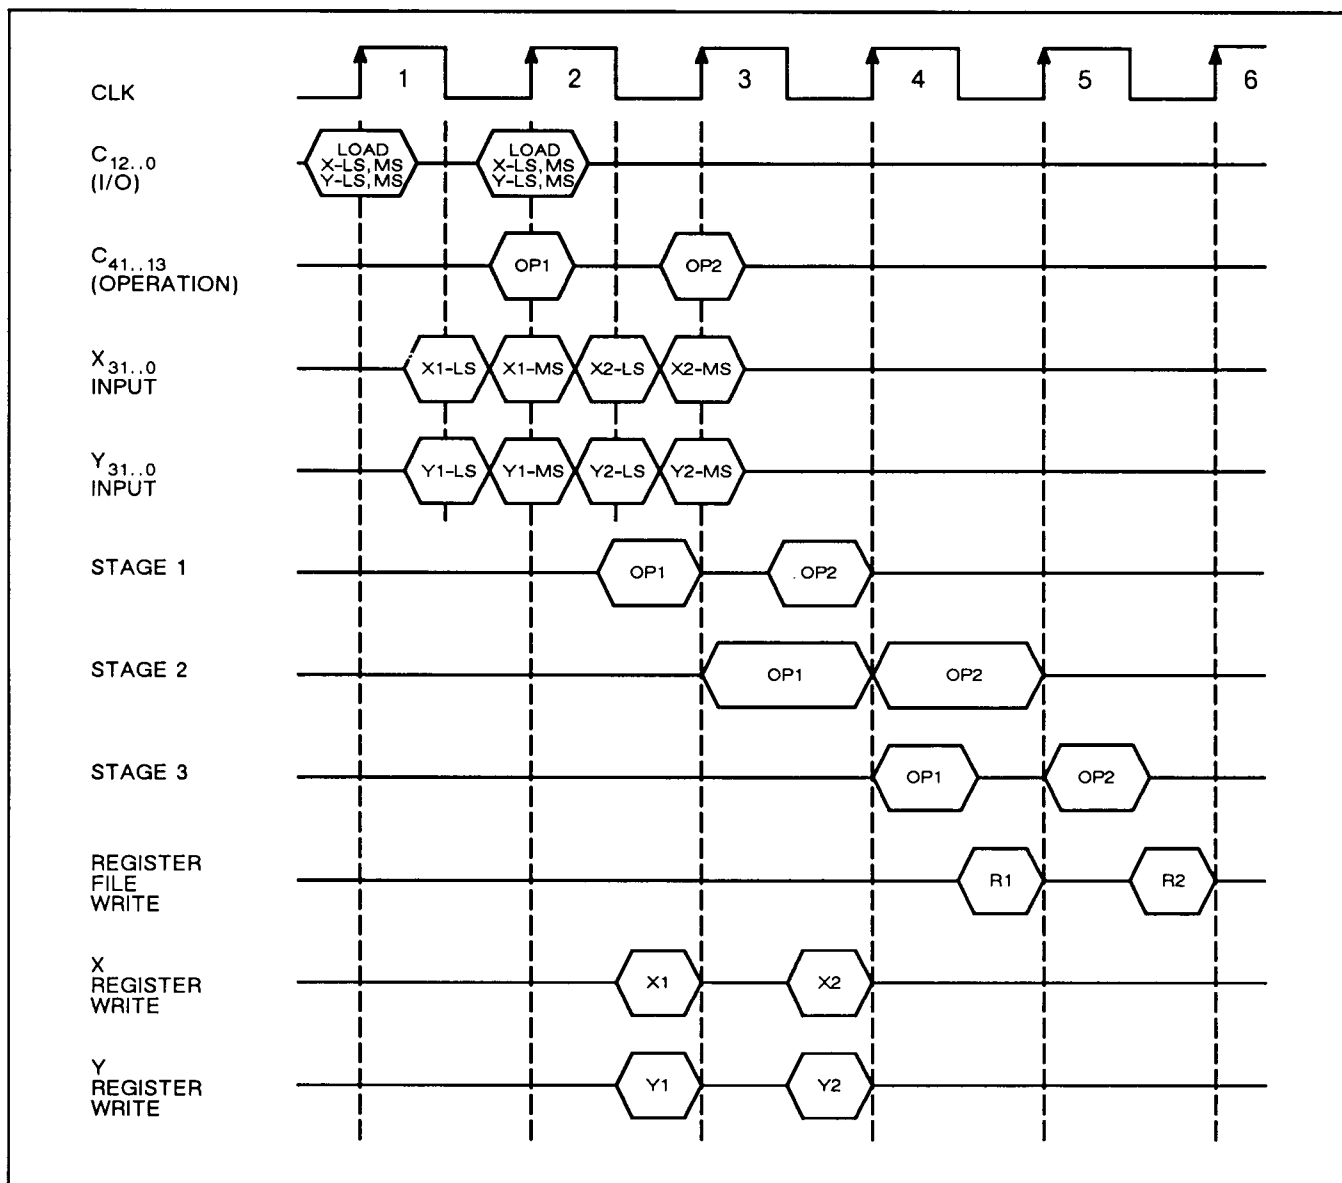 1 2 3 4 5 6
CLK
C12..0
(I/O)
LOAD
X-LS, MS
Y-LS, MS
LOAD
X-LS, MS
Y-LS, MS
C41..13
(OPERATION)
OP1 OP2
X31..0
INPUT
X1-LS X1-MS X2-LS X2-MS
Y31..0
INPUT
Y1-LS Y1-MS Y2-LS Y2-MS
STAGE 1
OP1 OP2
STAGE 2
OP1 OP2
STAGE 3
OP1 OP2
REGISTER
FILE
WRITE
R1 R2
X
REGISTER
WRITE
X1 X2
Y
REGISTER
WRITE
Y1 Y2